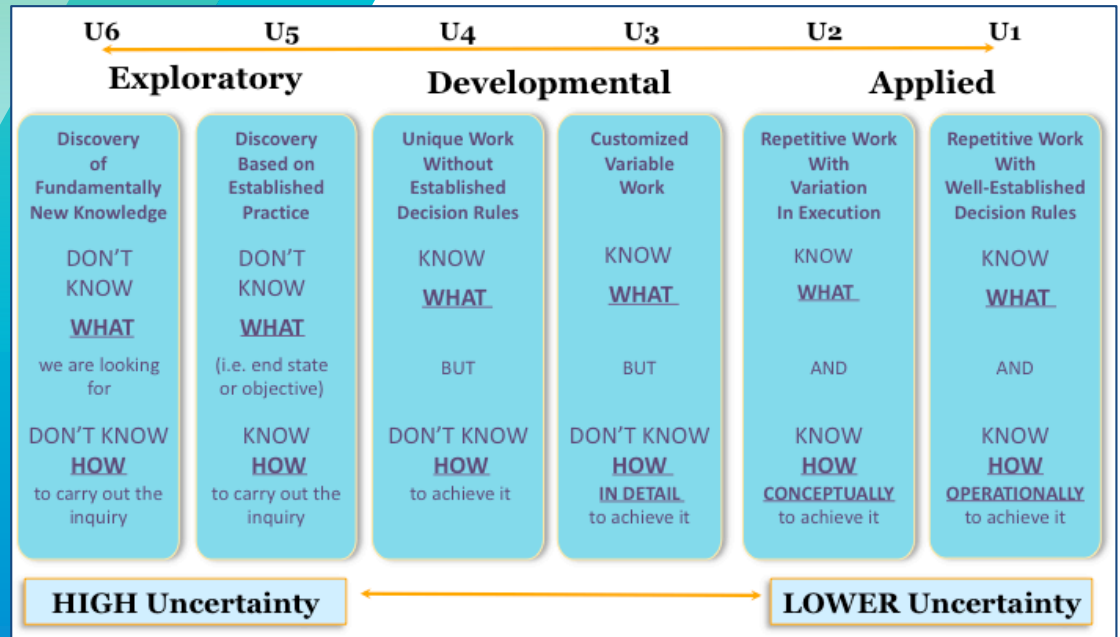 U6 U5 U4 U3 U2 U1
Exploratory Developmental Applied
Discovery
of
Fundamentally
New Knowledge
DON'T
KNOW
WHAT
we are looking
for
DON'T KNOW
HOW
to carry out the
inquiry
Discovery
Based on
Established
Practice
DON'T
KNOW
WHAT
(i.e. end state
or objective)
KNOW
HOW
to carry out the
inquiry
Unique Work
Without
Established
Decision Rules
KNOW
WHAT
BUT
DON'T KNOW
HOW
to achieve it
Customized
Variable
Work
KNOW
WHAT
BUT
DON'T KNOW
HOW
IN DETAIL
to achieve it
Repetitive Work
With
Variation
In Execution
KNOW
WHAT
AND
KNOW
HOW
CONCEPTUALLY
to achieve it
Repetitive Work
With
Well-Established
Decision Rules
KNOW
WHAT
AND
KNOW
HOW
OPERATIONALLY
to achieve it
HIGH Uncertainty LOWER Uncertainty